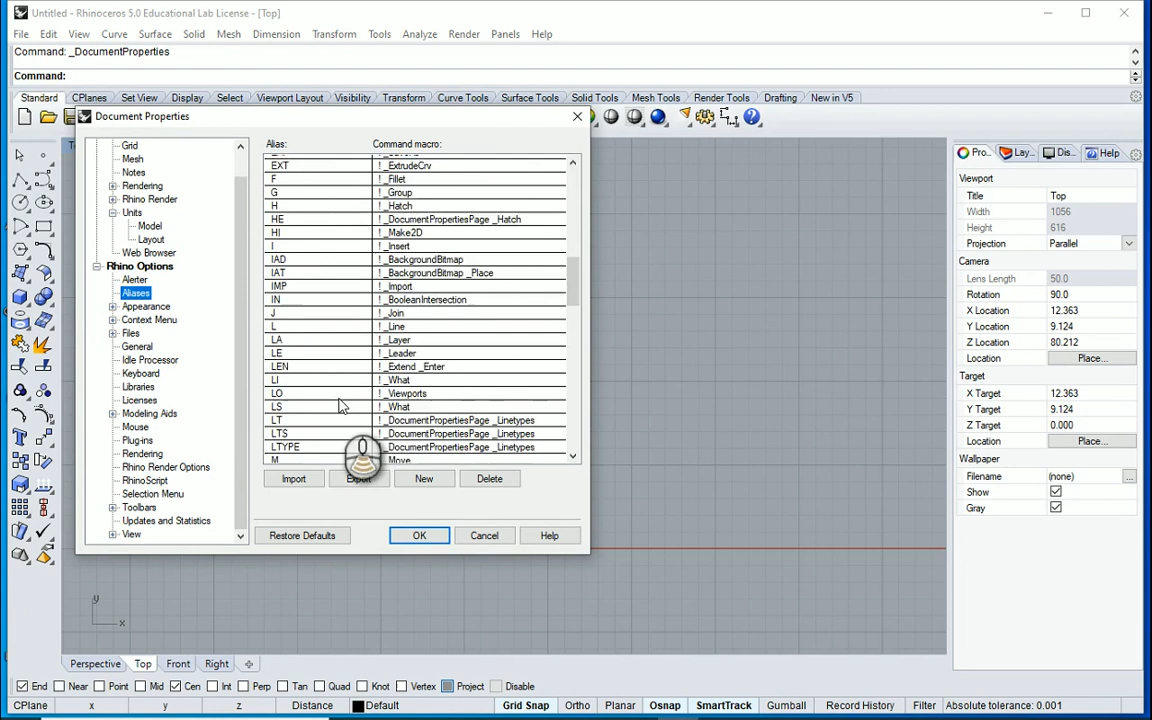 Untitled - Rhinoceros 5.0 Educational Lab License - [Top]
File Edit View Curve Surface Solid Mesh Dimension Transform Tools Analyze Render Panels Help
Command: _DocumentProperties
Command:
Standard CPlanes Set View Display Select Viewport Layout Visibility Transform Curve Tools Surface Tools Solid Tools Mesh Tools Render Tools Drafting New in V5
Document Properties
Grid
Mesh
Notes
Rendering
Rhino Render
Units
Model
Layout
Web Browser
Rhino Options
Alerter
Aliases
Appearance
Context Menu
Files
General
Idle Processor
Keyboard
Libraries
Licenses
Modeling Aids
Mouse
Plug-ins
Rendering
Rhino Render Options
RhinoScript
Selection Menu
Toolbars
Updates and Statistics
View
Alias: Command macro:
EXT ! _ExtrudeCrv
F ! _Fillet
G ! _Group
H ! _Hatch
HE ! _DocumentPropertiesPage _Hatch
HI ! _Make2D
I ! _Insert
IAD ! _BackgroundBitmap
IAT ! _BackgroundBitmap _Place
IMP ! _Import
IN ! _BooleanIntersection
J ! _Join
L ! _Line
LA ! _Layer
LE ! _Leader
LEN ! _Extend _Enter
LI ! _What
LO ! _Viewports
LS ! _What
LT ! _DocumentPropertiesPage _Linetypes
LTS ! _DocumentPropertiesPage _Linetypes
LTYPE ! _DocumentPropertiesPage _Linetypes
M ! _Move
Import Export New Delete
Restore Defaults OK Cancel Help
Pro... Lay... Dis... Help
Viewport
Title Top
Width 1056
Height 616
Projection Parallel
Camera
Lens Length 50.0
Rotation 90.0
X Location 12.363
Y Location 9.124
Z Location 80.212
Location Place...
Target
X Target 12.363
Y Target 9.124
Z Target 0.000
Location Place...
Wallpaper
Filename (none) ...
Show
Gray
y
x
Perspective Top Front Right
End Near Point Mid Cen Int Perp Tan Quad Knot Vertex Project Disable
CPlane x y z Distance Default Grid Snap Ortho Planar Osnap SmartTrack Gumball Record History Filter Absolute tolerance: 0.001